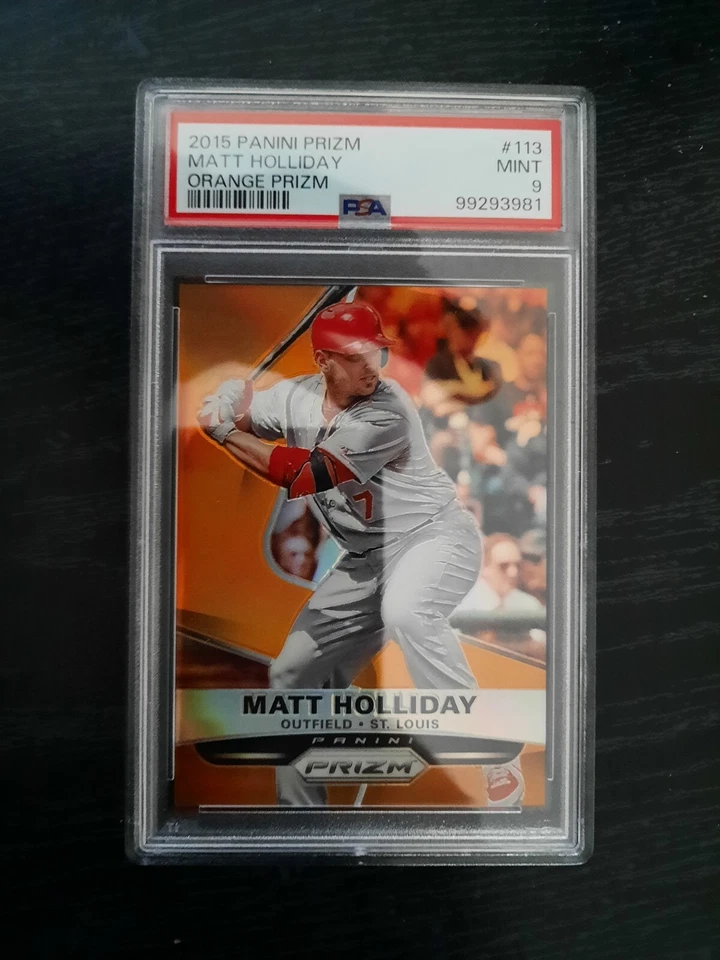 2015 PANINI PRIZM #113
MATT HOLLIDAY MINT
ORANGE PRIZM 9
PSA 99293981
7
MATT HOLLIDAY
OUTFIELD • ST. LOUIS
PANINI
PRIZM